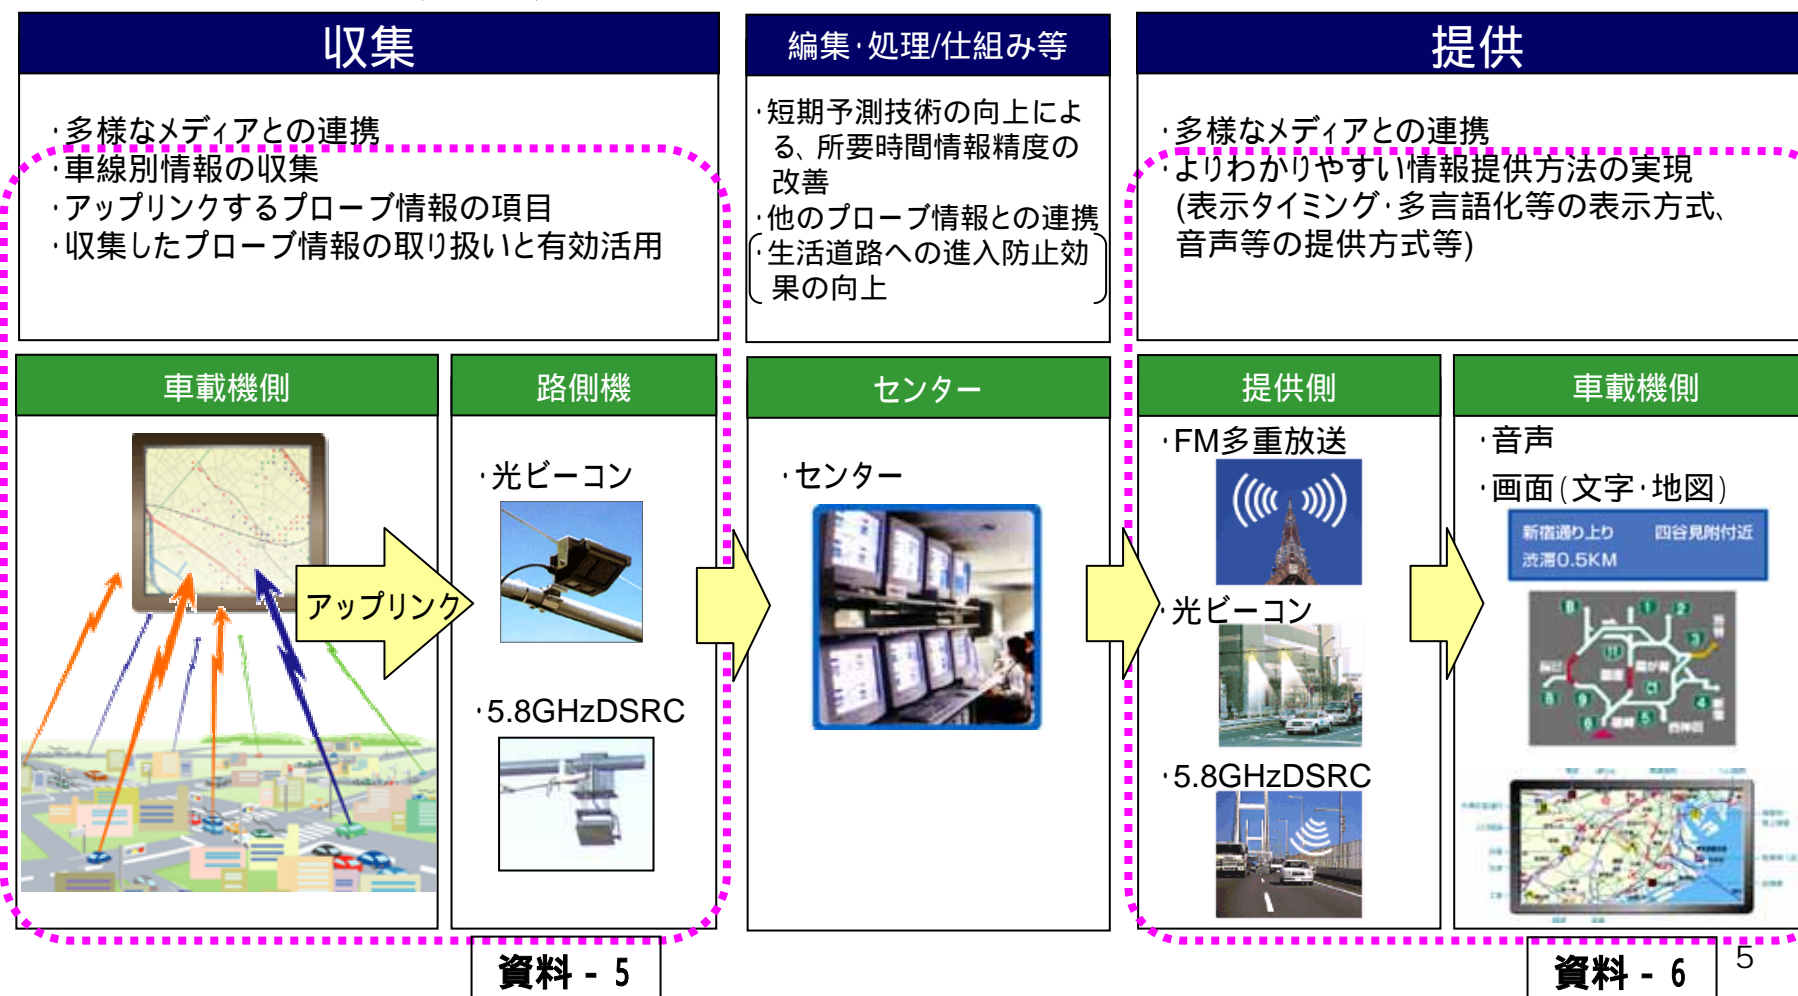 収集
・多様なメディアとの連携
・車線別情報の収集
・アップリンクするプローブ情報の項目
・収集したプローブ情報の取り扱いと有効活用
編集・処理/仕組み等
・短期予測技術の向上によ
る、所要時間情報精度の
改善
・他のプローブ情報との連携
・生活道路への進入防止効
果の向上
提供
・多様なメディアとの連携
・よりわかりやすい情報提供方法の実現
(表示タイミング・多言語化等の表示方式、
音声等の提供方式等)
車載機側
アップリンク
路側機
・光ビーコン
・5.8GHzDSRC
センター
・センター
提供側
・FM多重放送
・光ビーコン
・5.8GHzDSRC
車載機側
・音声
・画面(文字・地図)
新宿通り上り 四谷見附付近
渋滞0.5KM
資料 - 5
資料 - 6
5